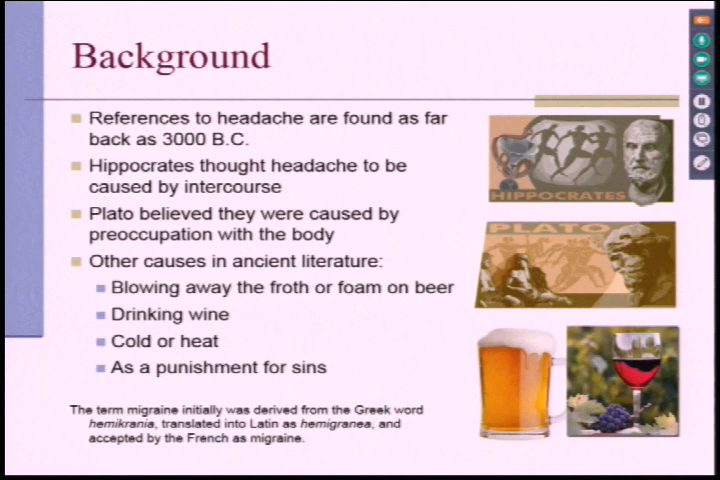 Background
References to headache are found as far
back as 3000 B.C.
Hippocrates thought headache to be
caused by intercourse
Plato believed they were caused by
preoccupation with the body
Other causes in ancient literature:
Blowing away the froth or foam on beer
Drinking wine
Cold or heat
As a punishment for sins
The term migraine initially was derived from the Greek word
hemikrania, translated into Latin as hemigranea, and
accepted by the French as migraine.
HIPPOCRATES
PLATO